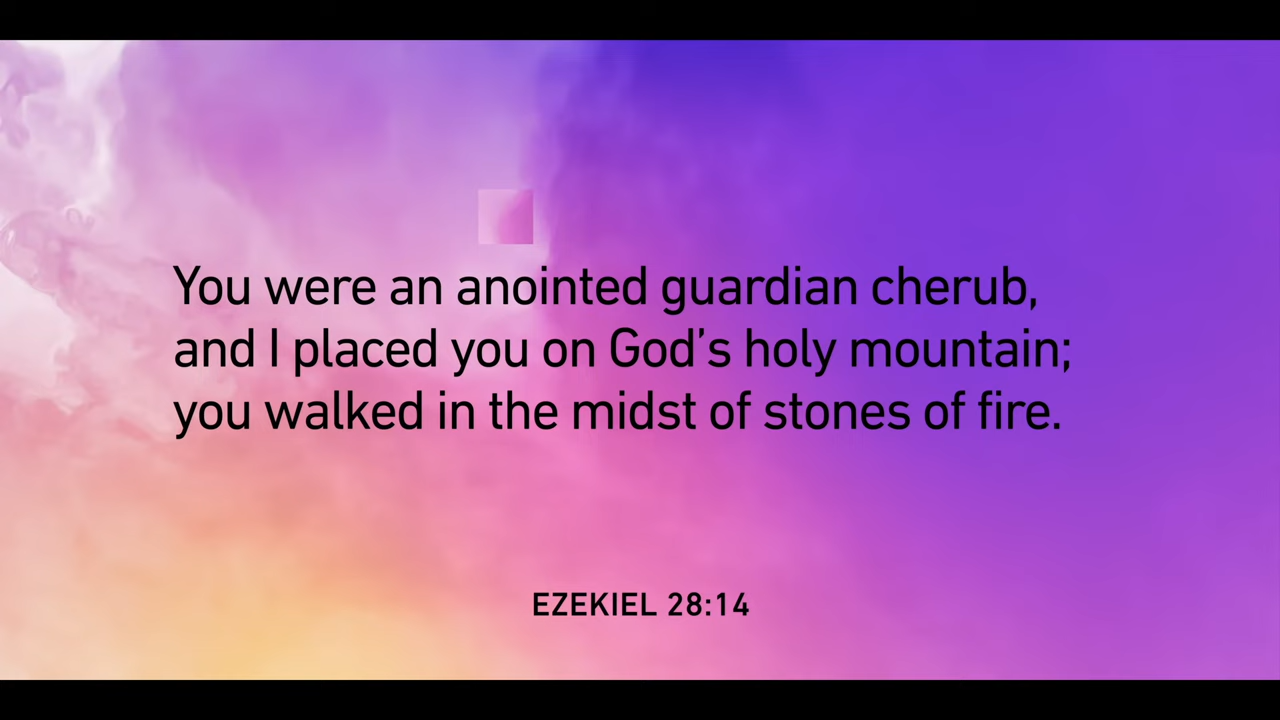 You were an anointed guardian cherub,
and I placed you on God’s holy mountain;
you walked in the midst of stones of fire.
EZEKIEL 28:14